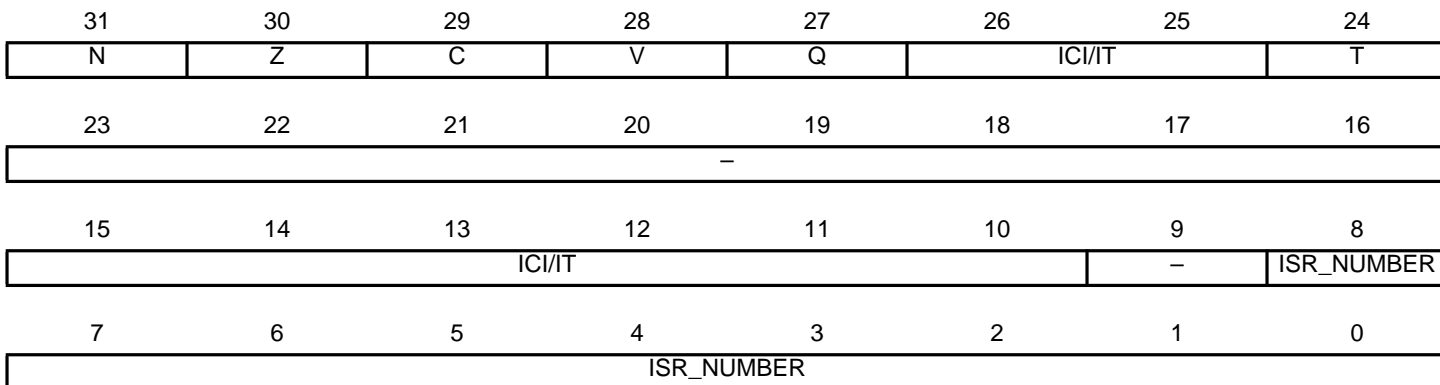 31 30 29 28 27 26 25 24
N Z C V Q ICI/IT T
23 22 21 20 19 18 17 16
–
15 14 13 12 11 10 9 8
ICI/IT – ISR_NUMBER
7 6 5 4 3 2 1 0
ISR_NUMBER